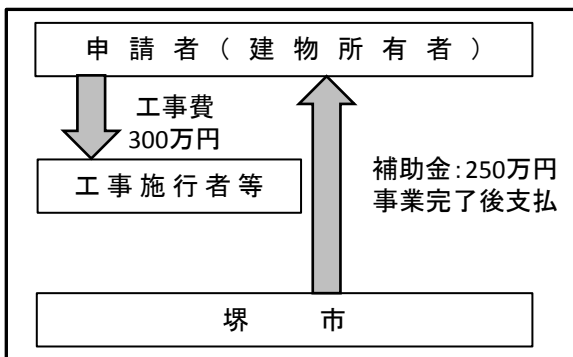 申請者(建物所有者)
工事費
300万円
工事施行者等
補助金:250万円
事業完了後支払
堺市